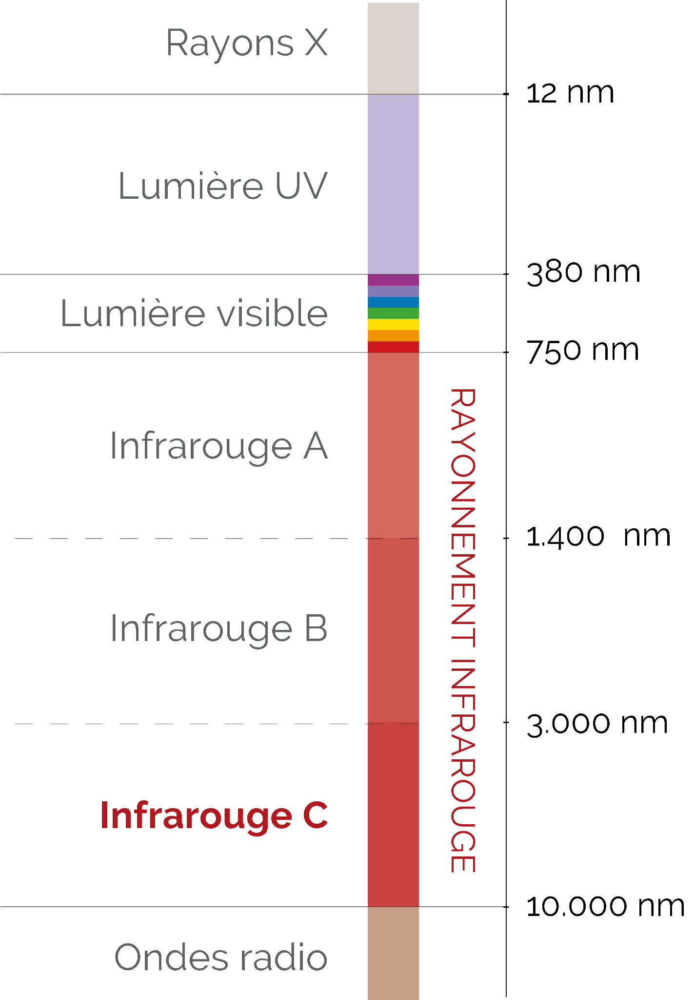 Rayons X
12 nm
Lumière UV
380 nm
Lumière visible
750 nm
RAYONNEMENT INFRAROUGE
Infrarouge A
1.400 nm
Infrarouge B
3.000 nm
Infrarouge C
10.000 nm
Ondes radio